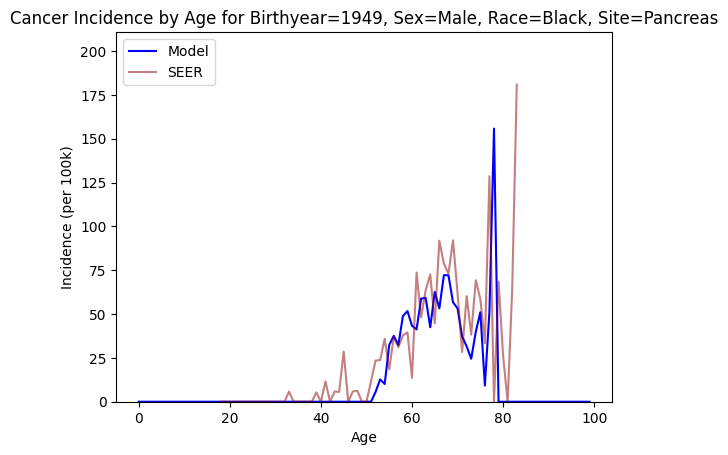 Cancer Incidence by Age for Birthyear=1949, Sex=Male, Race=Black, Site=Pancreas
Model
SEER
Incidence (per 100k)
200
175
150
125
100
75
50
25
0
0 20 40 60 80 100
Age